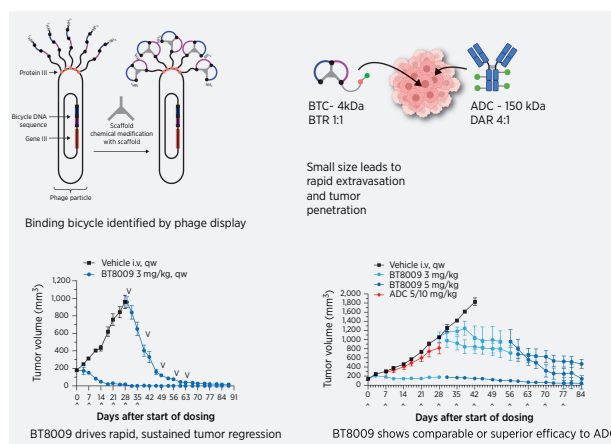 NH₂
NH₂
NH₂
NH₂
NH₂
Protein III
Bicycle DNA
sequence
Gene III
Scaffold
chemical medification
with scaffold
Phage particle
Binding bicycle identified by phage display
BTC- 4kDa
BTR 1:1
ADC - 150 kDa
DAR 4:1
Small size leads to
rapid extravasation
and tumor
penetration
Vehicle i.v, qw
BT8009 3 mg/kg, qw
Tumor volume (mm³)
1,200
1,000
800
600
400
200
0
0 7 14 21 28 35 42 49 56 63 70 77 84 91
Days after start of dosing
BT8009 drives rapid, sustained tumor regression
Vehicle i.v, qw
BT8009 3 mg/kg
BT8009 5 mg/kg
ADC 5/10 mg/kg
Tumor volume (mm³)
2,000
1,800
1,600
1,400
1,200
1,000
800
600
400
200
0
0 7 14 21 28 35 42 49 56 63 70 77 84
Days after start of dosing
BT8009 shows comparable or superior efficacy to ADC